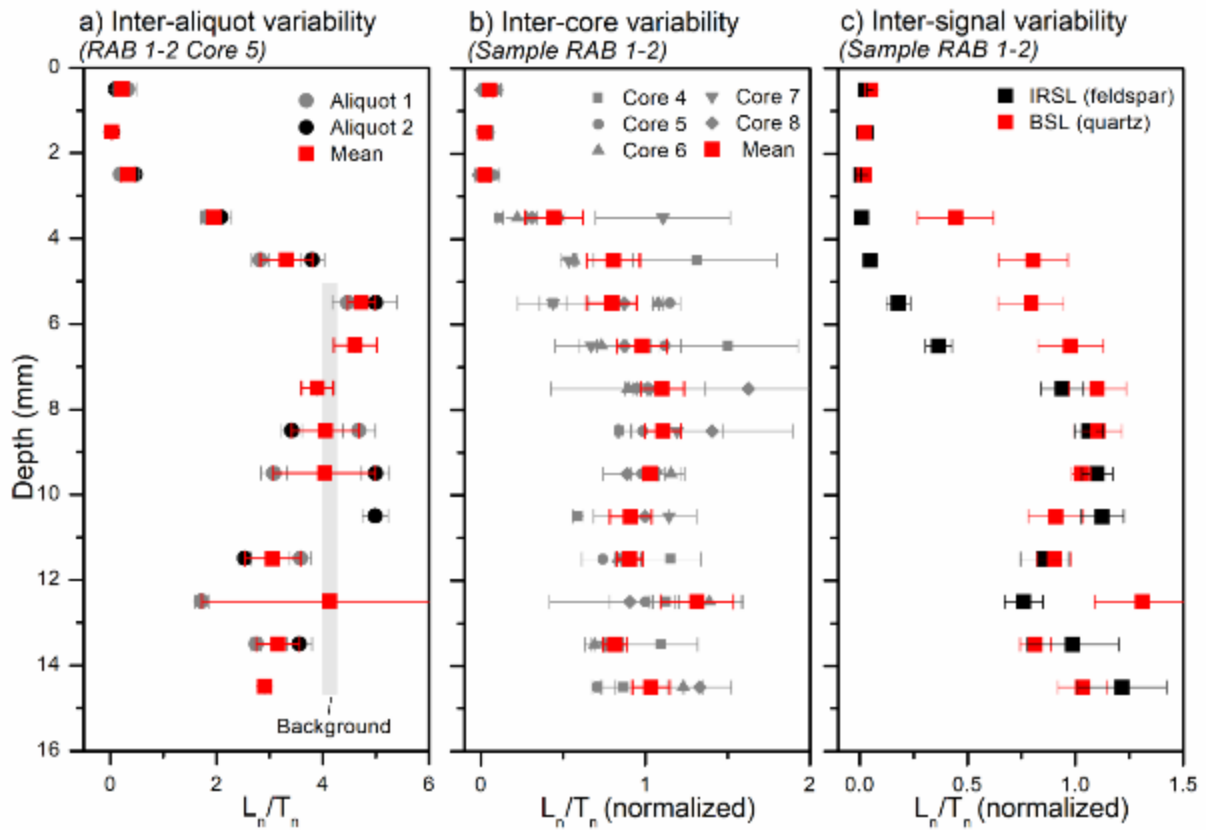 a) Inter-aliquot variability
(RAB 1-2 Core 5)
b) Inter-core variability
(Sample RAB 1-2)
c) Inter-signal variability
(Sample RAB 1-2)
Aliquot 1
Aliquot 2
Mean
Core 4
Core 5
Core 6
Core 7
Core 8
Mean
IRSL (feldspar)
BSL (quartz)
Depth (mm)
0
2
4
6
8
10
12
14
16
Background
0
2
4
6
Ln/Tn
0
1
2
Ln/Tn (normalized)
0.0
0.5
1.0
1.5
Ln/Tn (normalized)